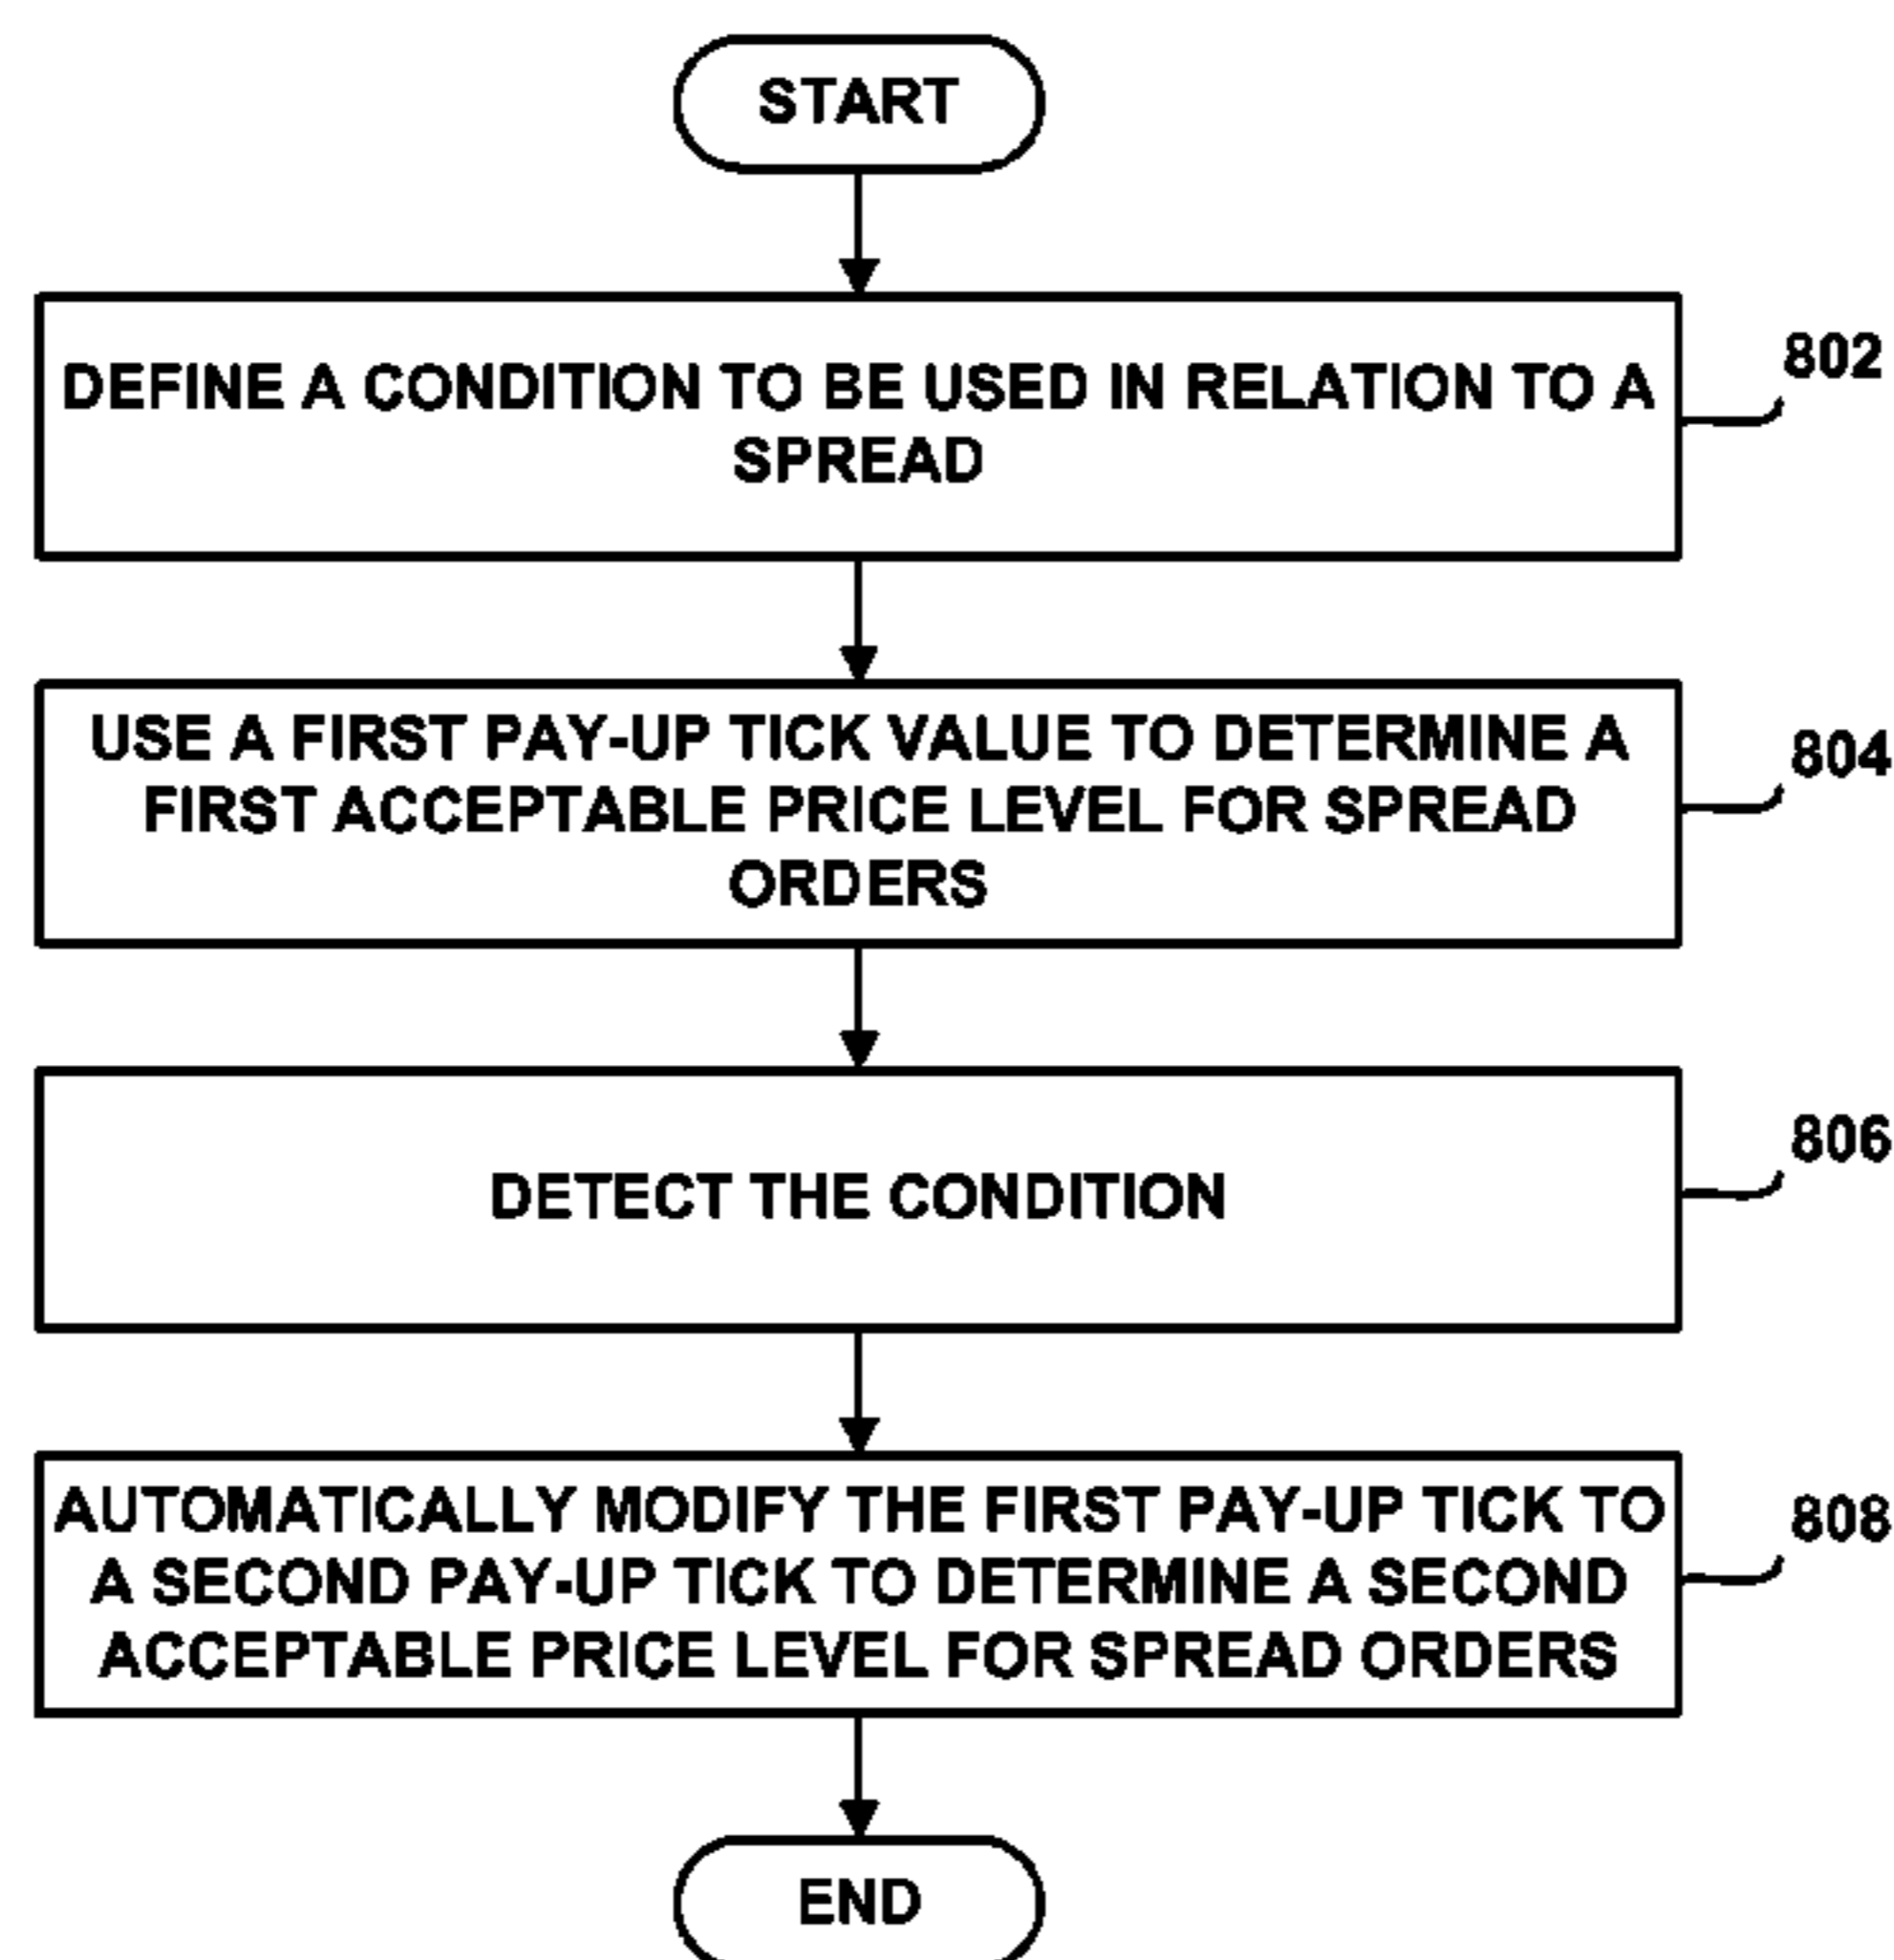 START
DEFINE A CONDITION TO BE USED IN RELATION TO A
SPREAD
802
USE A FIRST PAY-UP TICK VALUE TO DETERMINE A
FIRST ACCEPTABLE PRICE LEVEL FOR SPREAD
ORDERS
804
DETECT THE CONDITION
806
AUTOMATICALLY MODIFY THE FIRST PAY-UP TICK TO
A SECOND PAY-UP TICK TO DETERMINE A SECOND
ACCEPTABLE PRICE LEVEL FOR SPREAD ORDERS
808
END